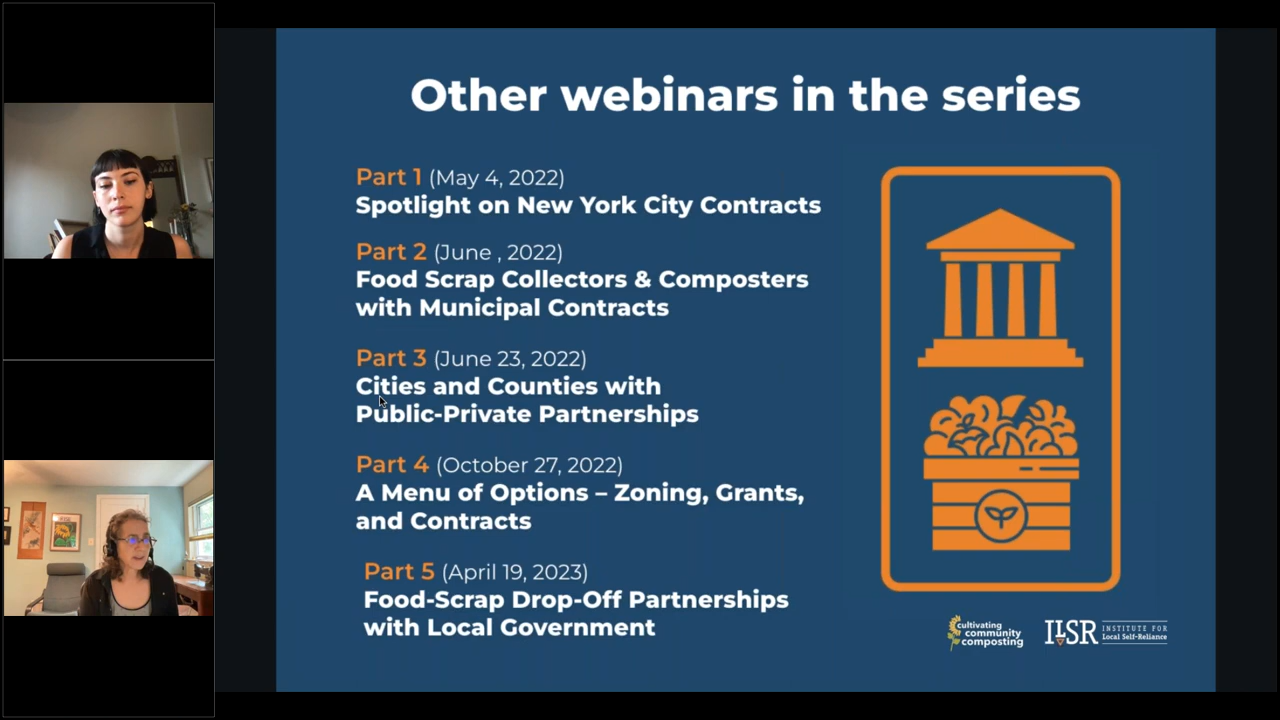 Other webinars in the series
Part 1 (May 4, 2022)
Spotlight on New York City Contracts
Part 2 (June , 2022)
Food Scrap Collectors & Composters
with Municipal Contracts
Part 3 (June 23, 2022)
Cities and Counties with
Public-Private Partnerships
Part 4 (October 27, 2022)
A Menu of Options – Zoning, Grants,
and Contracts
Part 5 (April 19, 2023)
Food-Scrap Drop-Off Partnerships
with Local Government
cultivating
community
composting
ILSR
INSTITUTE FOR
Local Self-Reliance